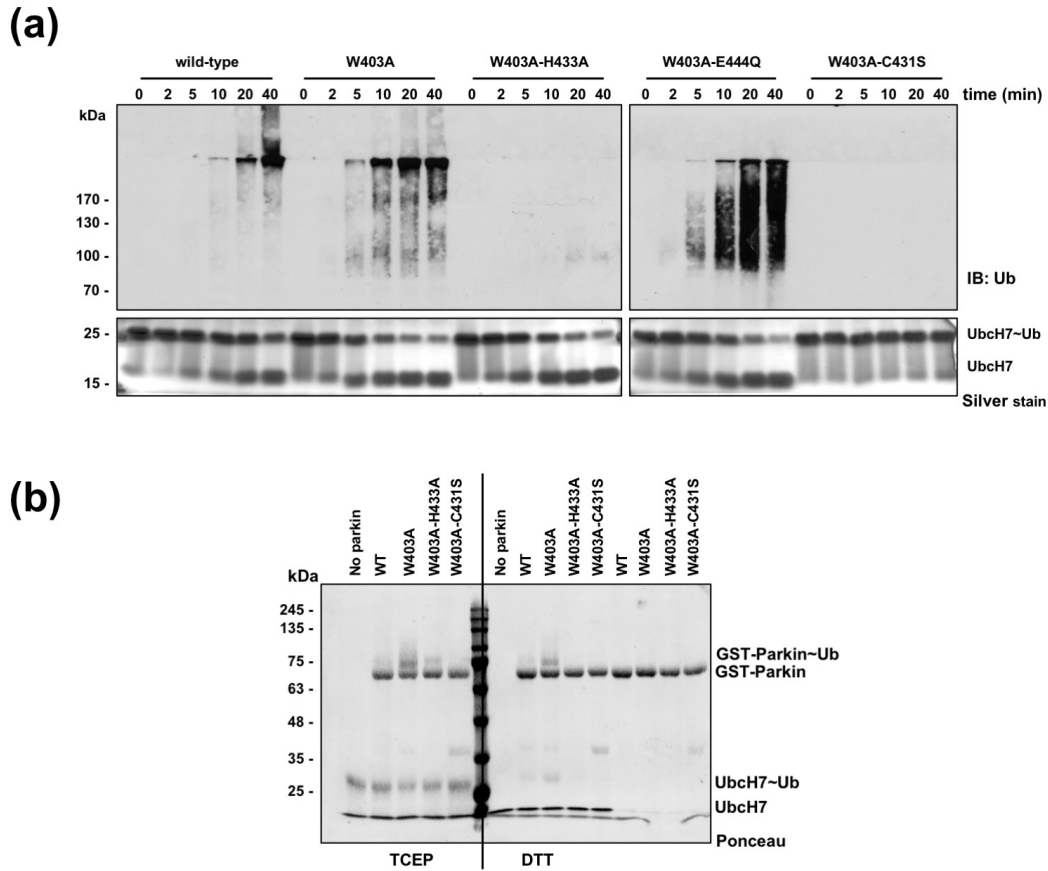 (a)
wild-type W403A W403A-H433A W403A-E444Q W403A-C431S
0 2 5 10 20 40 0 2 5 10 20 40 0 2 5 10 20 40 0 2 5 10 20 40 0 2 5 10 20 40 time (min)
kDa
170 -
130 -
100 -
70 -
IB: Ub
25 -
UbcH7~Ub
UbcH7
15 -
Silver stain
(b)
No parkin WT W403A W403A-H433A W403A-C431S No parkin WT W403A W403A-H433A W403A-C431S WT W403A W403A-H433A W403A-C431S
kDa
245 -
135 -
75 -
63 -
48 -
35 -
25 -
GST-Parkin~Ub
GST-Parkin
UbcH7~Ub
UbcH7
Ponceau
TCEP DTT